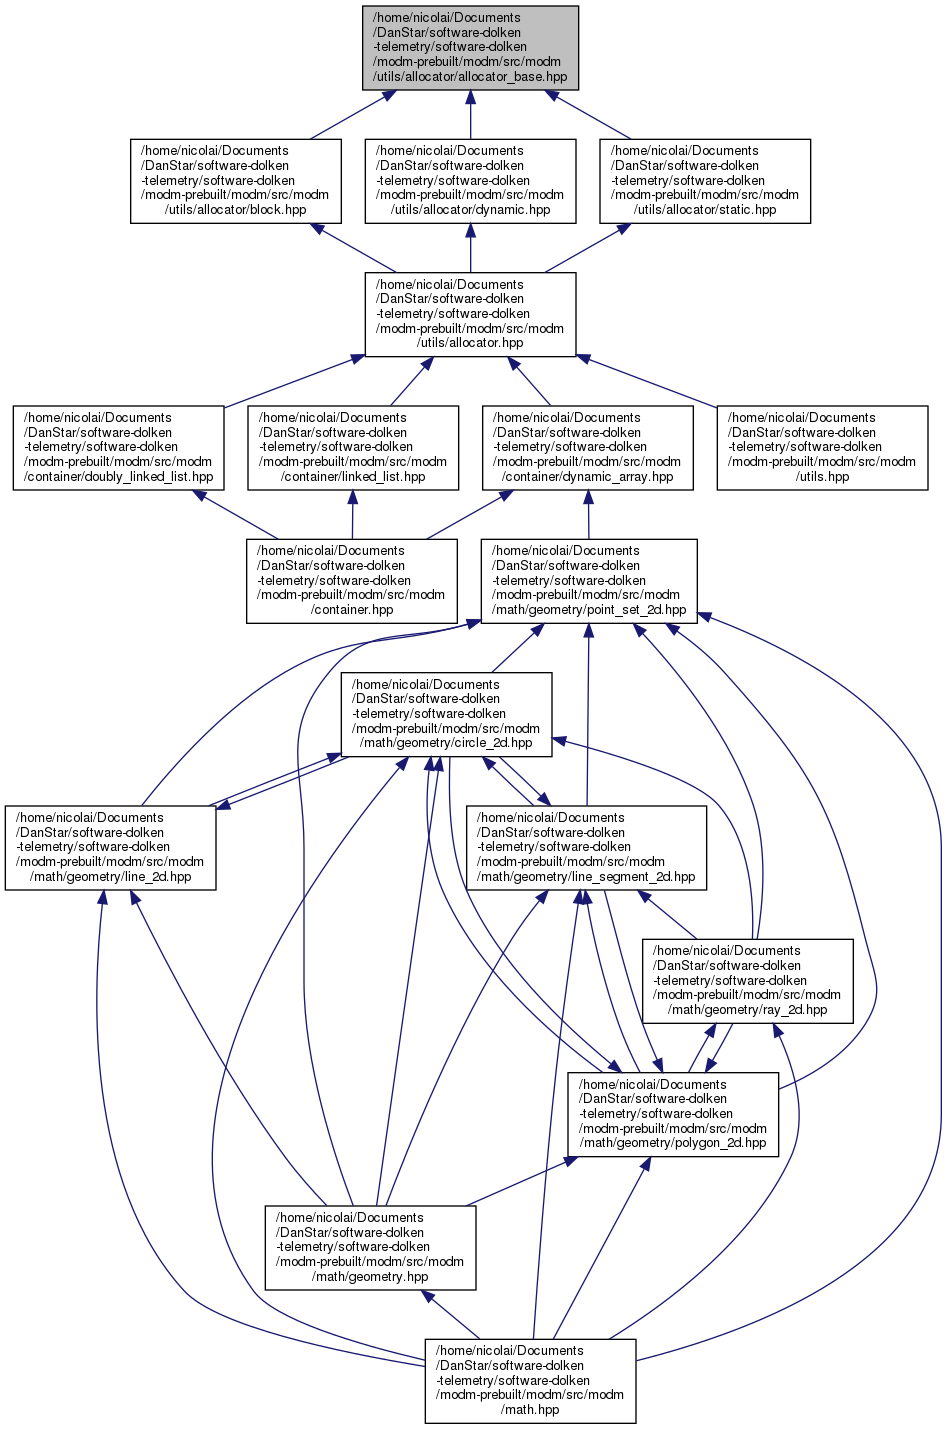 /home/nicolai/Documents
/DanStar/software-dolken
-telemetry/software-dolken
/modm-prebuilt/modm/src/modm
/utils/allocator/allocator_base.hpp
/home/nicolai/Documents
/DanStar/software-dolken
-telemetry/software-dolken
/modm-prebuilt/modm/src/modm
/utils/allocator/block.hpp
/home/nicolai/Documents
/DanStar/software-dolken
-telemetry/software-dolken
/modm-prebuilt/modm/src/modm
/utils/allocator/dynamic.hpp
/home/nicolai/Documents
/DanStar/software-dolken
-telemetry/software-dolken
/modm-prebuilt/modm/src/modm
/utils/allocator/static.hpp
/home/nicolai/Documents
/DanStar/software-dolken
-telemetry/software-dolken
/modm-prebuilt/modm/src/modm
/utils/allocator.hpp
/home/nicolai/Documents
/DanStar/software-dolken
-telemetry/software-dolken
/modm-prebuilt/modm/src/modm
/container/doubly_linked_list.hpp
/home/nicolai/Documents
/DanStar/software-dolken
-telemetry/software-dolken
/modm-prebuilt/modm/src/modm
/container/linked_list.hpp
/home/nicolai/Documents
/DanStar/software-dolken
-telemetry/software-dolken
/modm-prebuilt/modm/src/modm
/container/dynamic_array.hpp
/home/nicolai/Documents
/DanStar/software-dolken
-telemetry/software-dolken
/modm-prebuilt/modm/src/modm
/utils.hpp
/home/nicolai/Documents
/DanStar/software-dolken
-telemetry/software-dolken
/modm-prebuilt/modm/src/modm
/container.hpp
/home/nicolai/Documents
/DanStar/software-dolken
-telemetry/software-dolken
/modm-prebuilt/modm/src/modm
/math/geometry/point_set_2d.hpp
/home/nicolai/Documents
/DanStar/software-dolken
-telemetry/software-dolken
/modm-prebuilt/modm/src/modm
/math/geometry/circle_2d.hpp
/home/nicolai/Documents
/DanStar/software-dolken
-telemetry/software-dolken
/modm-prebuilt/modm/src/modm
/math/geometry/line_2d.hpp
/home/nicolai/Documents
/DanStar/software-dolken
-telemetry/software-dolken
/modm-prebuilt/modm/src/modm
/math/geometry/line_segment_2d.hpp
/home/nicolai/Documents
/DanStar/software-dolken
-telemetry/software-dolken
/modm-prebuilt/modm/src/modm
/math/geometry/ray_2d.hpp
/home/nicolai/Documents
/DanStar/software-dolken
-telemetry/software-dolken
/modm-prebuilt/modm/src/modm
/math/geometry/polygon_2d.hpp
/home/nicolai/Documents
/DanStar/software-dolken
-telemetry/software-dolken
/modm-prebuilt/modm/src/modm
/math/geometry.hpp
/home/nicolai/Documents
/DanStar/software-dolken
-telemetry/software-dolken
/modm-prebuilt/modm/src/modm
/math.hpp